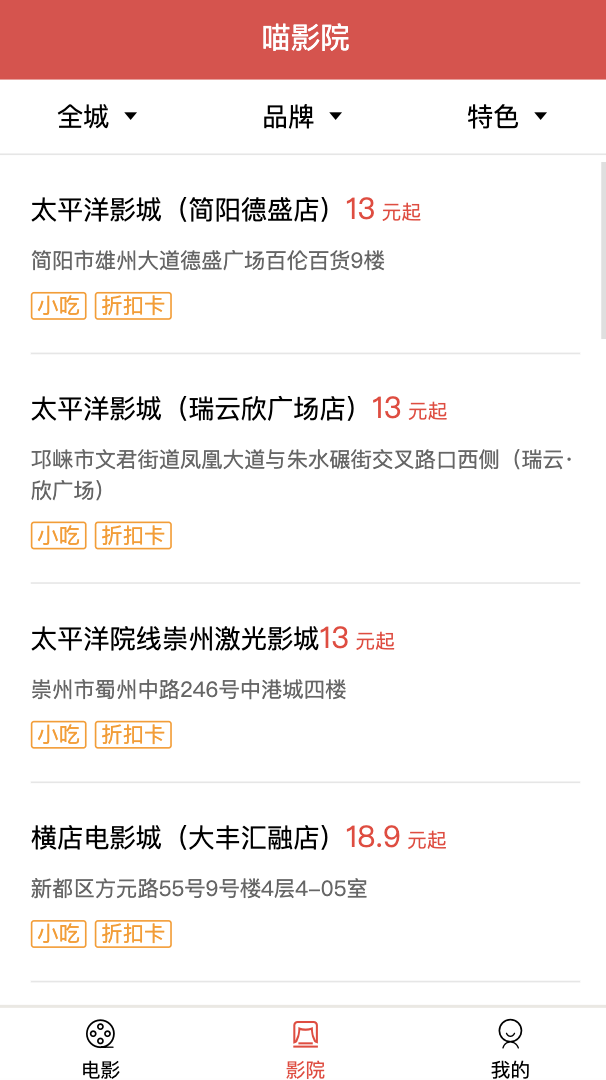 喵影院
全城 品牌 特色
太平洋影城（简阳德盛店）13 元起
简阳市雄州大道德盛广场百伦百货9楼
小吃 折扣卡
太平洋影城（瑞云欣广场店）13 元起
邛崃市文君街道凤凰大道与朱水碾街交叉路口西侧（瑞云·
欣广场）
小吃 折扣卡
太平洋院线崇州激光影城13 元起
崇州市蜀州中路246号中港城四楼
小吃 折扣卡
横店电影城（大丰汇融店）18.9 元起
新都区方元路55号9号楼4层4-05室
小吃 折扣卡
电影 影院 我的